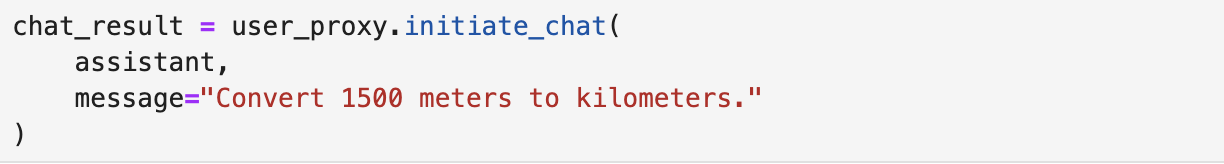 chat_result = user_proxy.initiate_chat(
    assistant,
    message="Convert 1500 meters to kilometers."
)